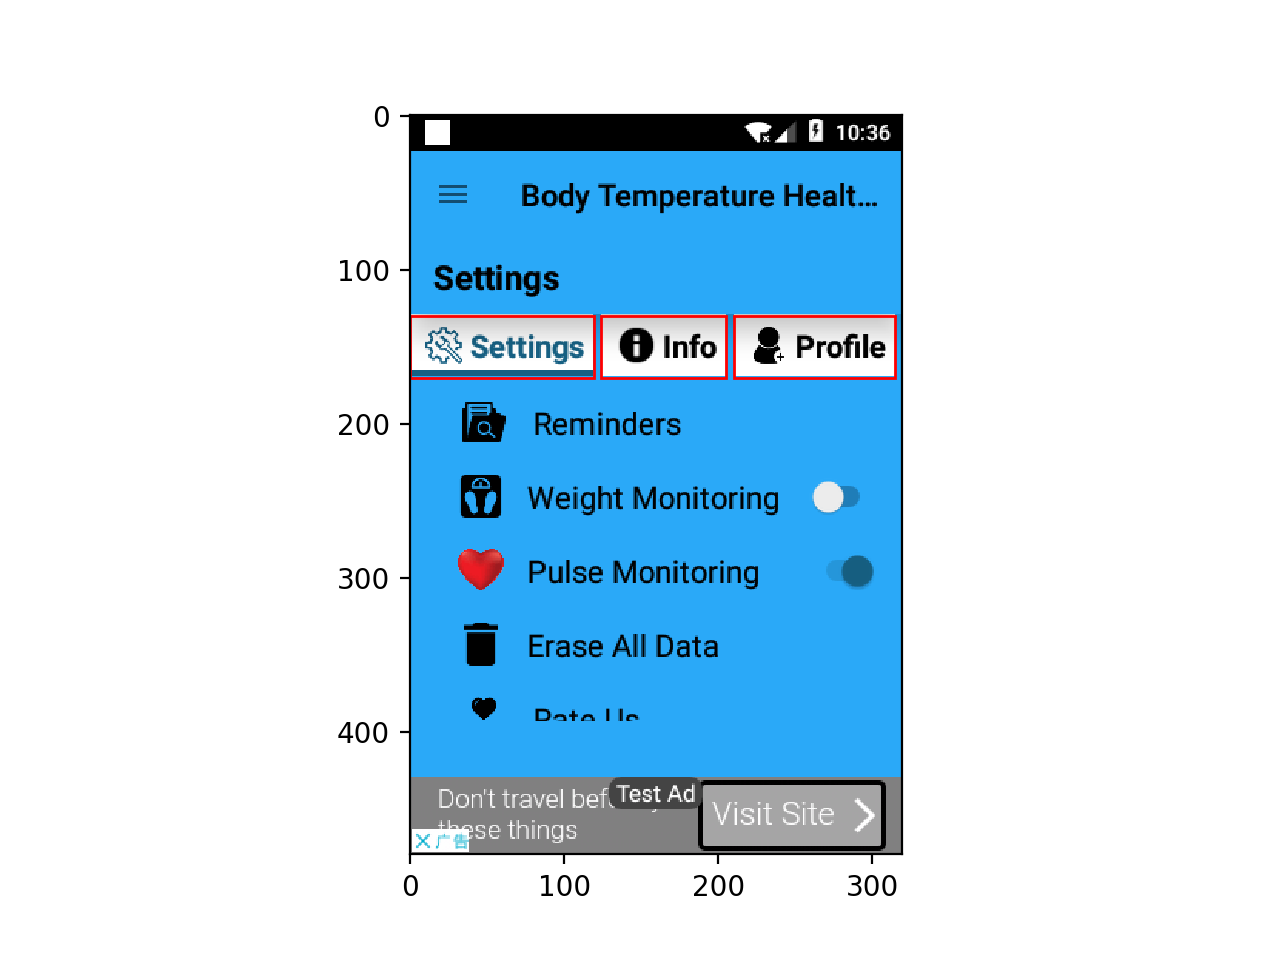 0
10:36
Body Temperature Healt...
100
Settings
Settings
Info
Profile
200
Reminders
Weight Monitoring
300
Pulse Monitoring
Erase All Data
Rate Us
400
Don't travel bef
Test Ad
Visit Site
these things
广告
0
100
200
300